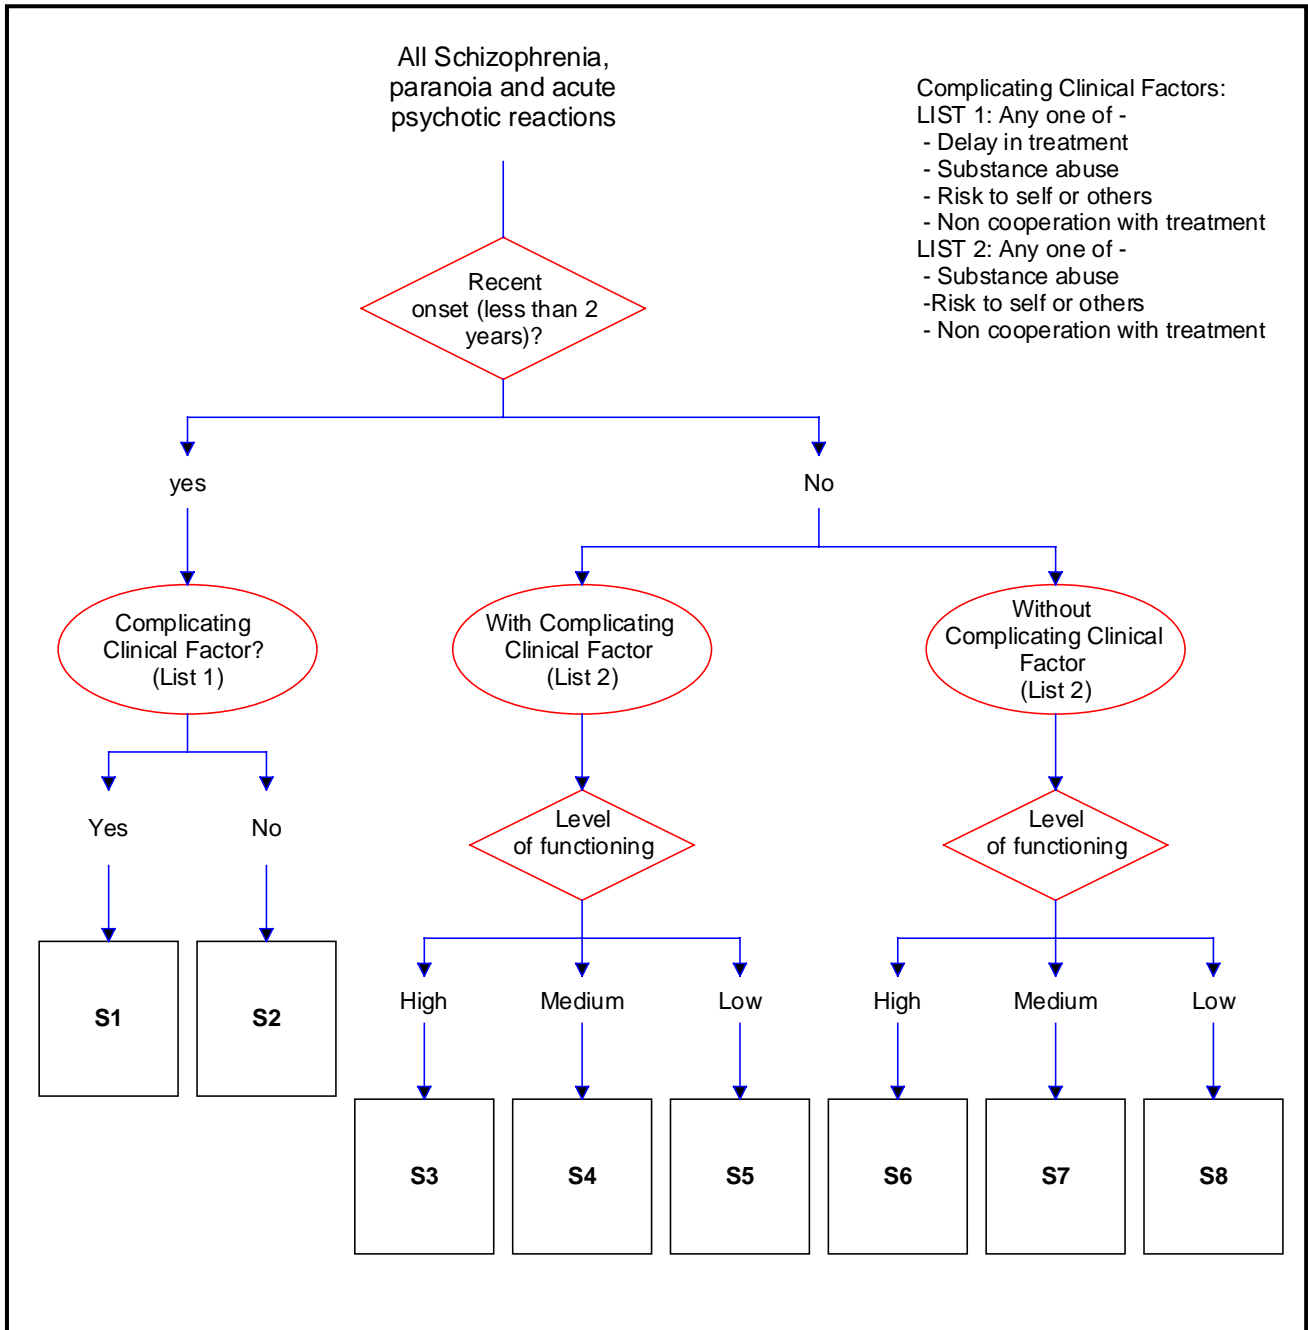 All Schizophrenia,
paranoia and acute
psychotic reactions
Complicating Clinical Factors:
LIST 1: Any one of -
- Delay in treatment
- Substance abuse
- Risk to self or others
- Non cooperation with treatment
LIST 2: Any one of -
- Substance abuse
-Risk to self or others
- Non cooperation with treatment
Recent
onset (less than 2
years)?
yes
No
Complicating
Clinical Factor?
(List 1)
With Complicating
Clinical Factor
(List 2)
Without
Complicating Clinical
Factor
(List 2)
Yes
No
Level
of functioning
Level
of functioning
High
Medium
Low
High
Medium
Low
S1
S2
S3
S4
S5
S6
S7
S8